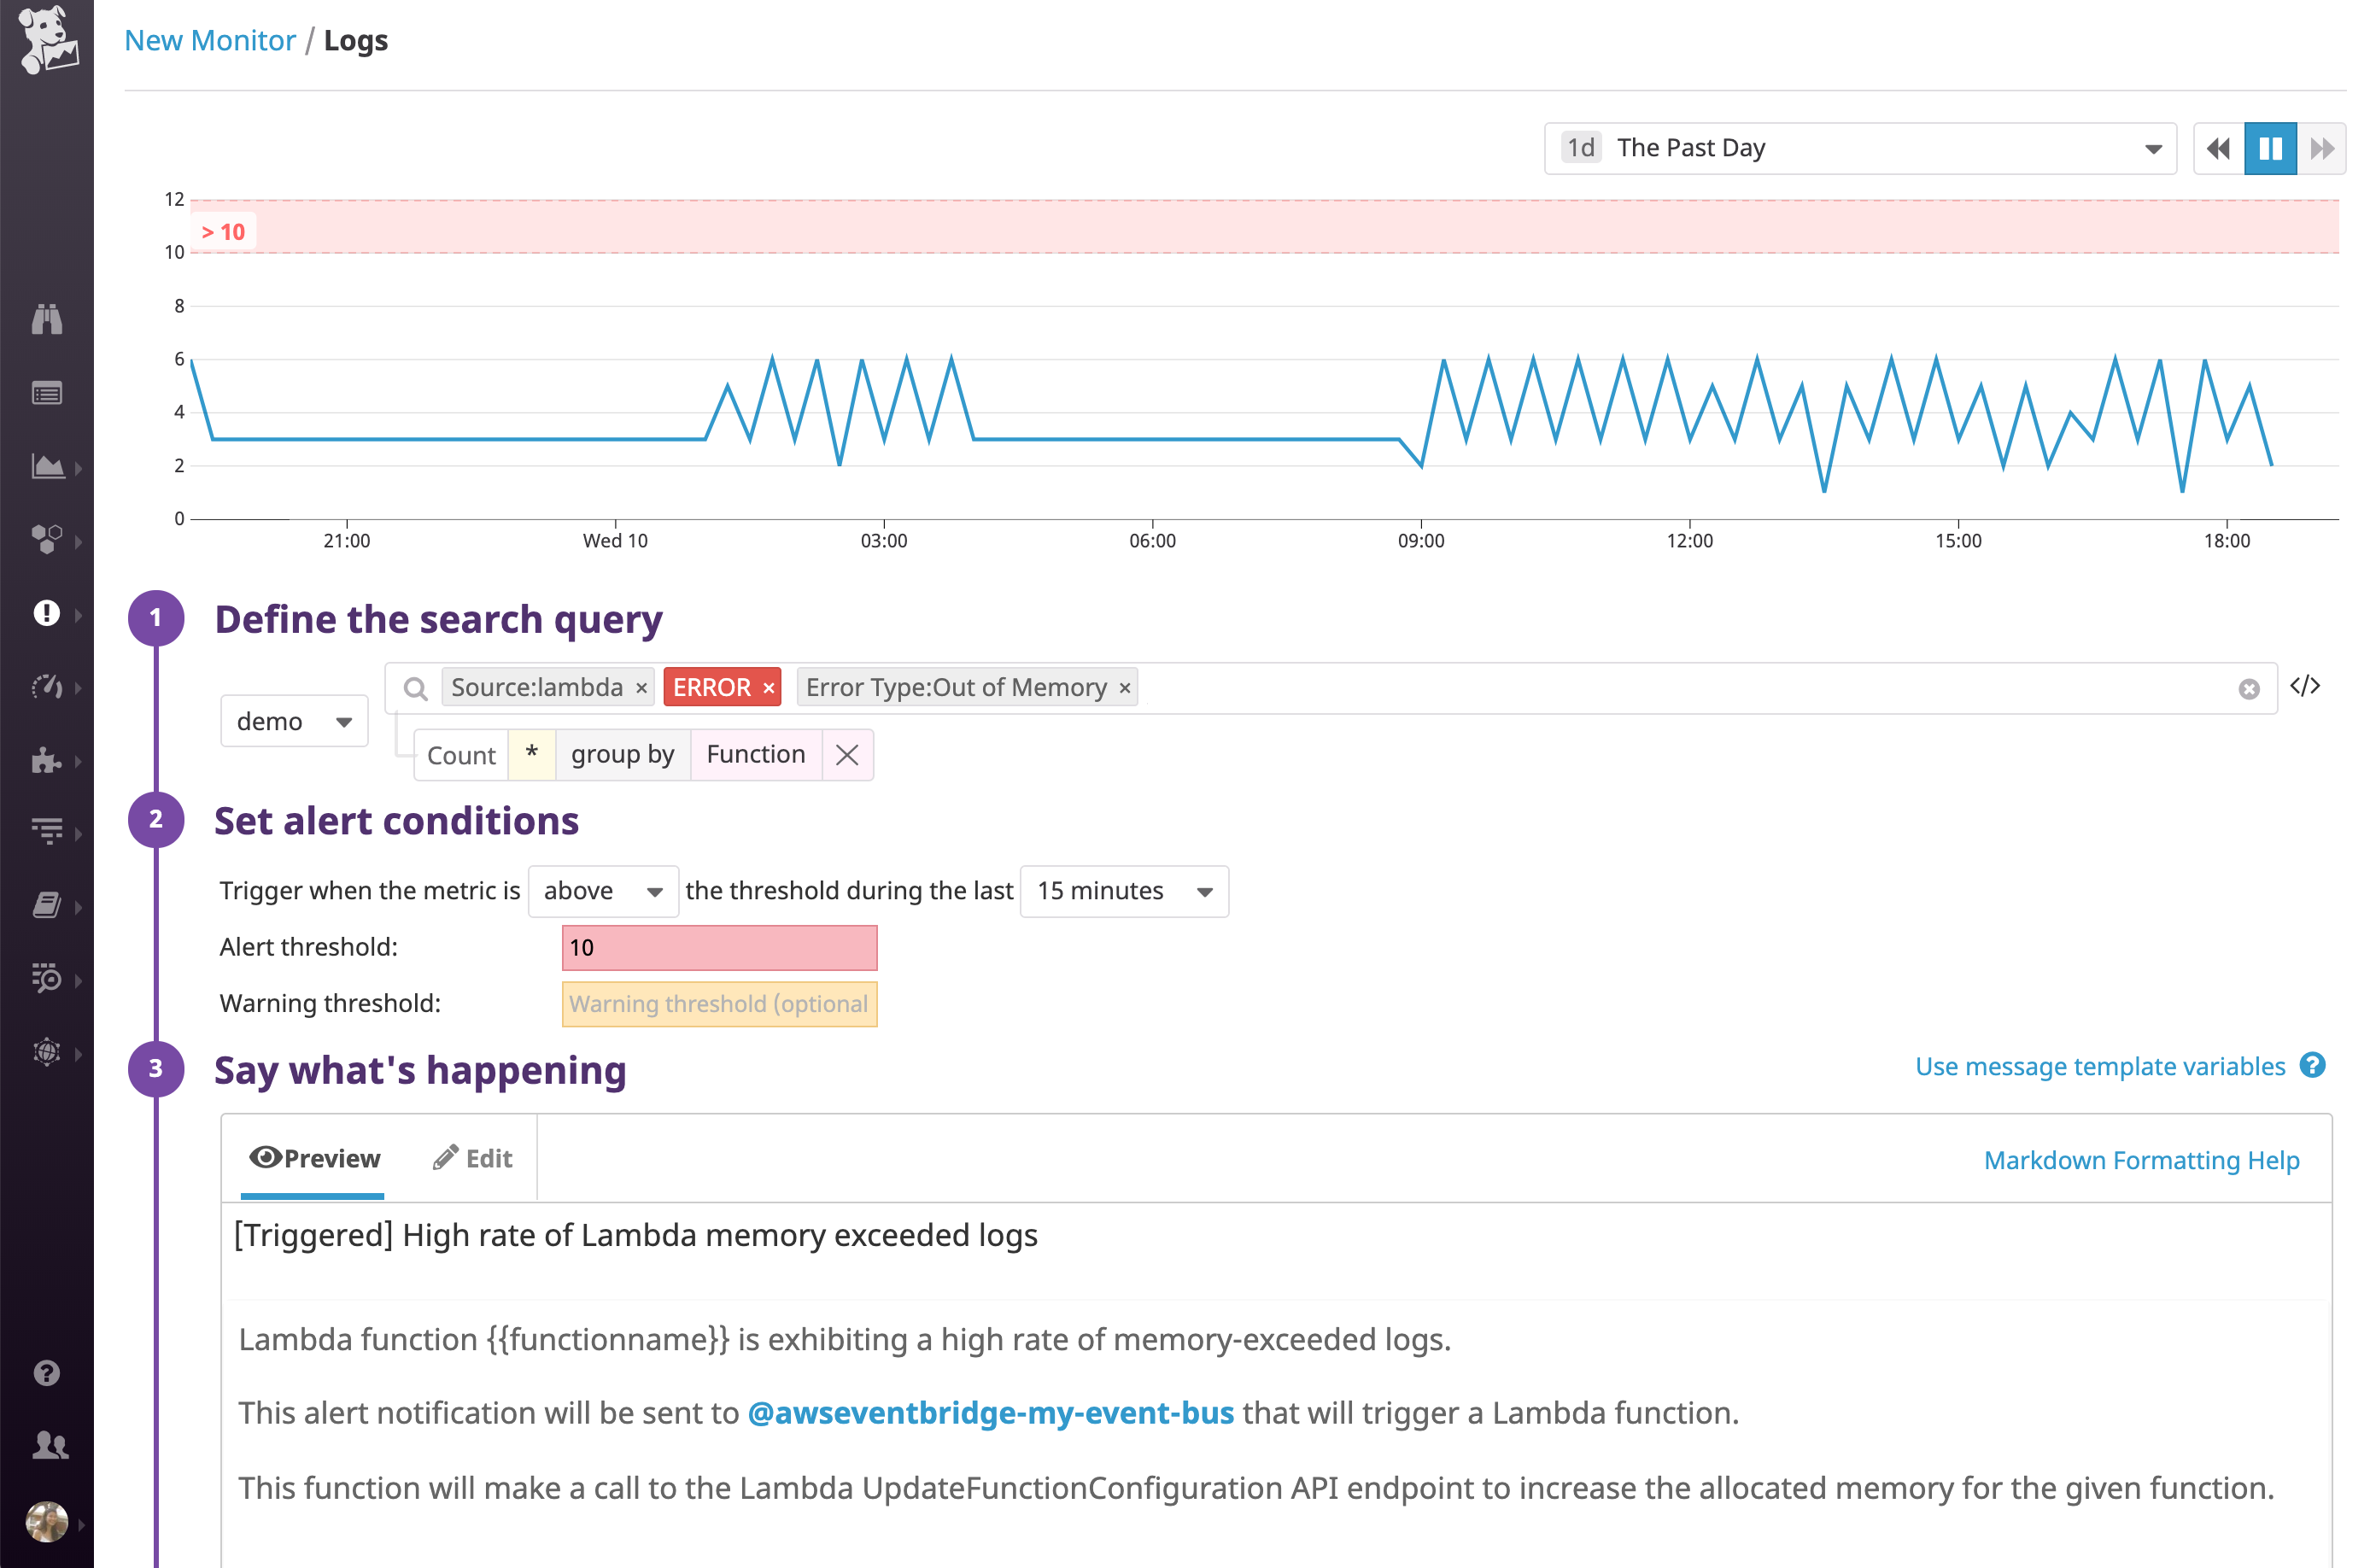 New Monitor / Logs
1d The Past Day
12
> 10
10
8
6
4
2
0
21:00 Wed 10 03:00 06:00 09:00 12:00 15:00 18:00
1 Define the search query
demo Source:lambda × ERROR × Error Type:Out of Memory × </>
Count * group by Function ×
2 Set alert conditions
Trigger when the metric is above the threshold during the last 15 minutes
Alert threshold: 10
Warning threshold: Warning threshold (optional
3 Say what's happening Use message template variables ?
Preview Edit Markdown Formatting Help
[Triggered] High rate of Lambda memory exceeded logs
Lambda function {{functionname}} is exhibiting a high rate of memory-exceeded logs.
This alert notification will be sent to @awseventbridge-my-event-bus that will trigger a Lambda function.
This function will make a call to the Lambda UpdateFunctionConfiguration API endpoint to increase the allocated memory for the given function.